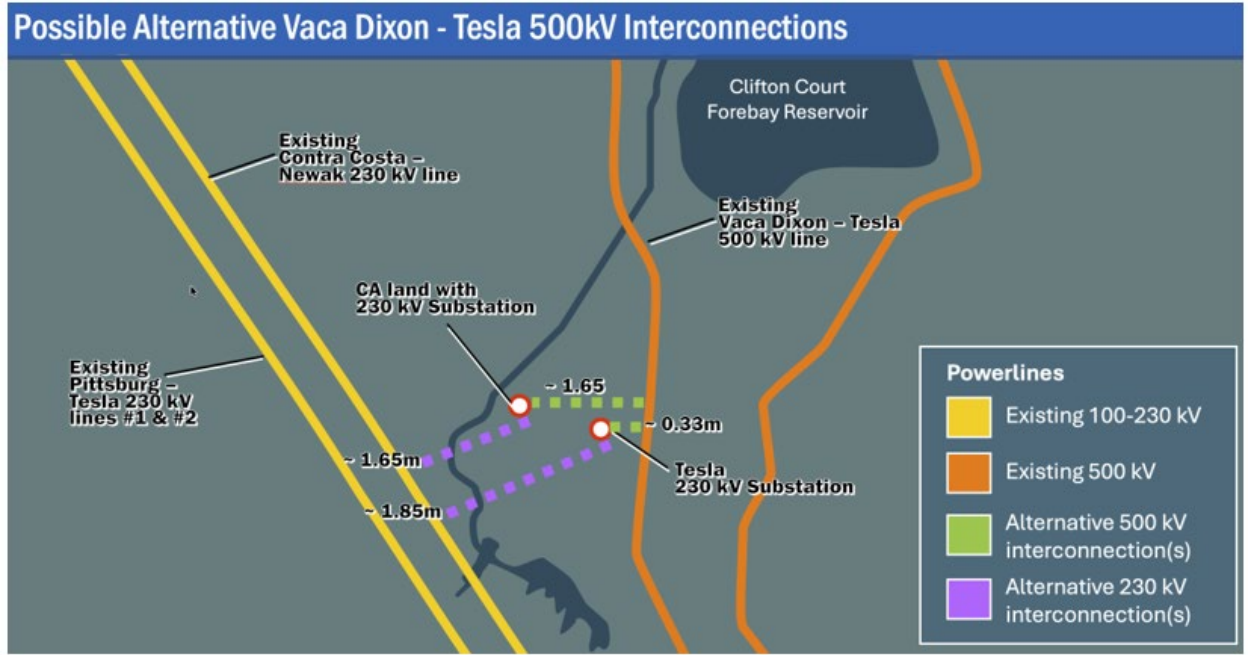 Possible Alternative Vaca Dixon - Tesla 500kV Interconnections
Clifton Court
Forebay Reservoir
Existing
Contra Costa –
Newak 230 kV line
Existing
Vaca Dixon – Tesla
500 kV line
CA land with
230 kV Substation
Existing
Pittsburg –
Tesla 230 kV
lines #1 & #2
~ 1.65
~ 0.33m
~ 1.65m
~ 1.85m
Tesla
230 kV Substation
Powerlines
Existing 100-230 kV
Existing 500 kV
Alternative 500 kV
interconnection(s)
Alternative 230 kV
interconnection(s)